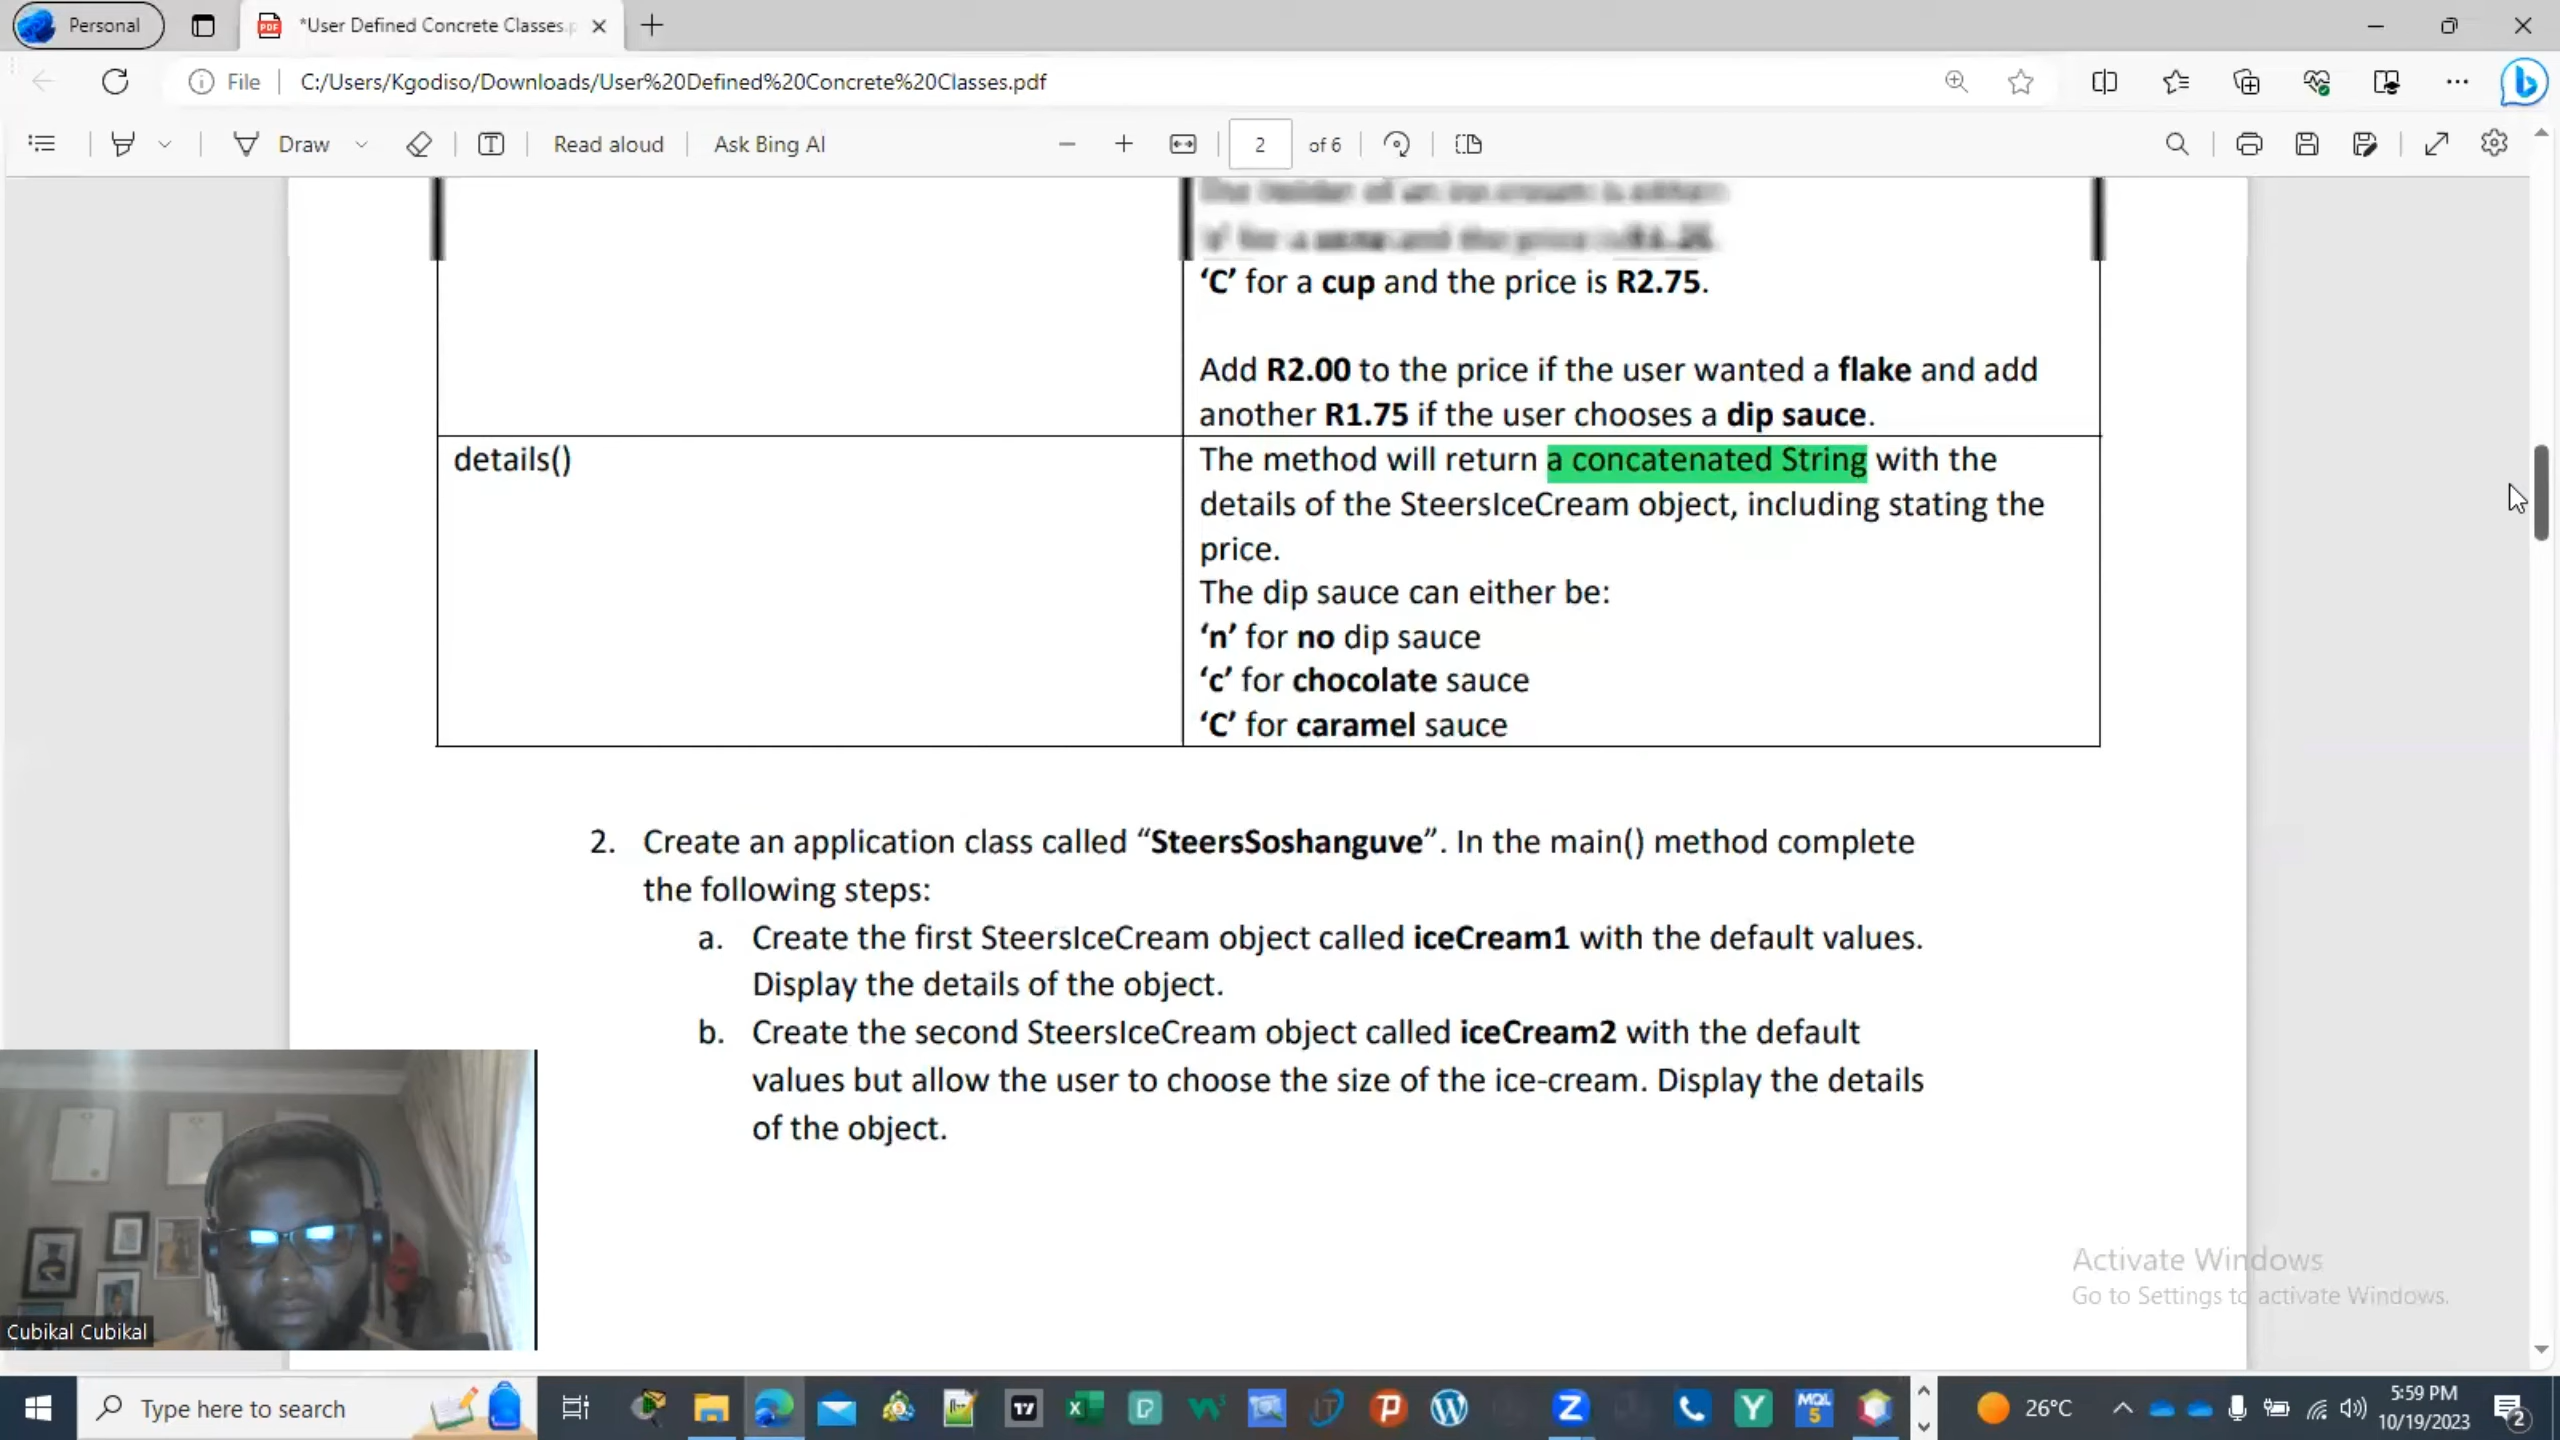 Personal
*User Defined Concrete Classes.p
File
C:/Users/Kgodiso/Downloads/User%20Defined%20Concrete%20Classes.pdf
Draw
Read aloud
Ask Bing AI
2
of 6
‘C’ for a cup and the price is R2.75.
Add R2.00 to the price if the user wanted a flake and add
another R1.75 if the user chooses a dip sauce.
details()
The method will return a concatenated String with the
details of the SteersIceCream object, including stating the
price.
The dip sauce can either be:
‘n’ for no dip sauce
‘c’ for chocolate sauce
‘C’ for caramel sauce
2. Create an application class called “SteersSoshanguve”. In the main() method complete
the following steps:
a. Create the first SteersIceCream object called iceCream1 with the default values.
Display the details of the object.
b. Create the second SteersIceCream object called iceCream2 with the default
values but allow the user to choose the size of the ice-cream. Display the details
of the object.
Activate Windows
Go to Settings to activate Windows.
Cubikal Cubikal
Type here to search
26°C
5:59 PM
10/19/2023
2